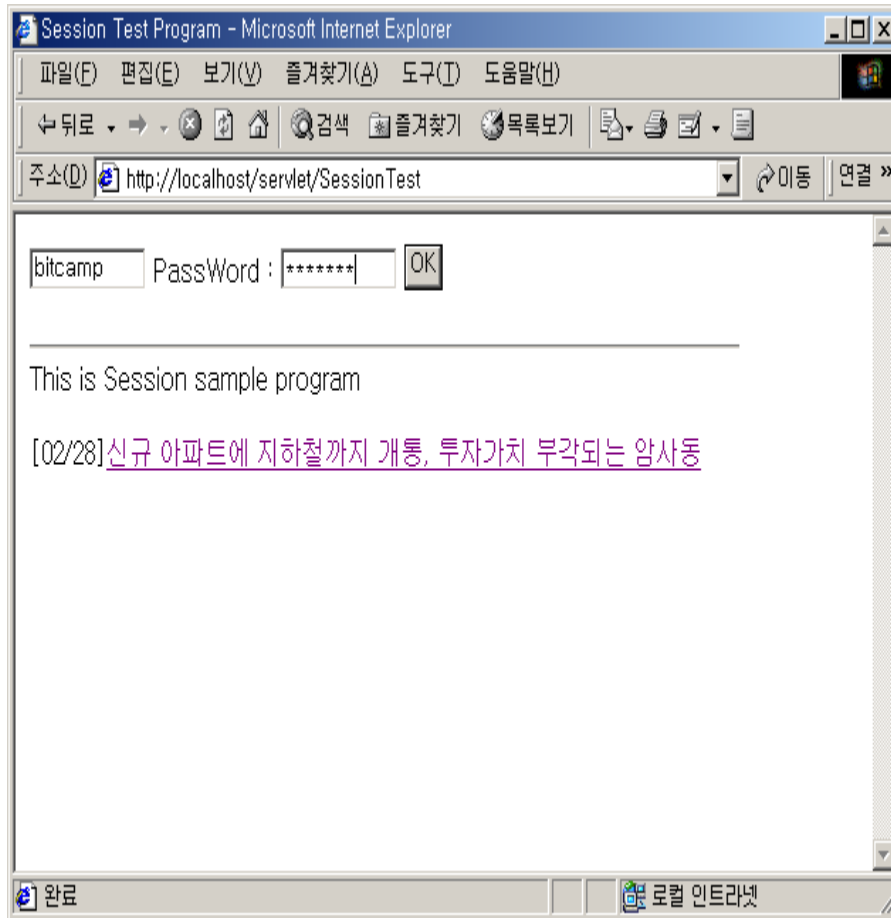 Session Test Program - Microsoft Internet Explorer
파일(F) 편집(E) 보기(V) 즐겨찾기(A) 도구(T) 도움말(H)
뒤로 검색 즐겨찾기 목록보기
주소(D) http://localhost/servlet/SessionTest 이동 연결 »
bitcamp PassWord : ******* OK
This is Session sample program
[02/28]신규 아파트에 지하철까지 개통, 투자가치 부각되는 암사동
완료 로컬 인트라넷